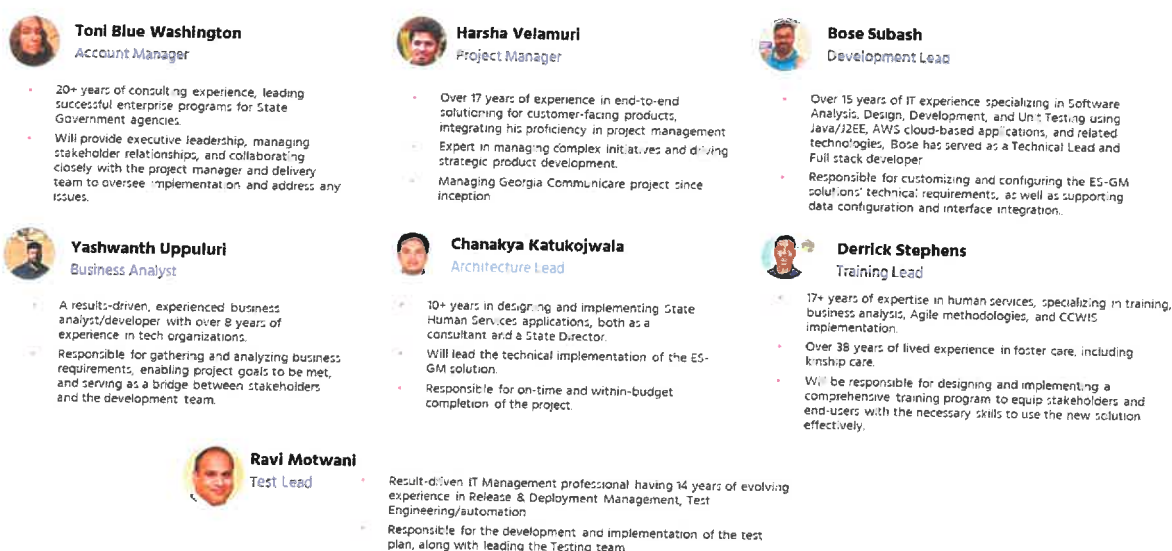 Toni Blue Washington
Account Manager
20+ years of consulting experience, leading
successful enterprise programs for State
Government agencies.
Will provide executive leadership, managing
stakeholder relationships, and collaborating
closely with the project manager and delivery
team to oversee implementation and address any
issues.
Harsha Velamuri
Project Manager
Over 17 years of experience in end-to-end
solutioning for customer-facing products,
integrating his proficiency in project management
Expert in managing complex initiatives and driving
strategic product development.
Managing Georgia Communicare project since
inception
Bose Subash
Development Lead
Over 15 years of IT experience specializing in Software
Analysis, Design, Development, and Unit Testing using
Java/J2EE, AWS cloud-based applications, and related
technologies, Bose has served as a Technical Lead and
Full stack developer
Responsible for customizing and configuring the ES-GM
solutions' technical requirements, as well as supporting
data configuration and interface integration..
Yashwanth Uppuluri
Business Analyst
A results-driven, experienced business
analyst/developer with over 8 years of
experience in tech organizations.
Responsible for gathering and analyzing business
requirements, enabling project goals to be met,
and serving as a bridge between stakeholders
and the development team.
Chanakya Katukojwala
Architecture Lead
10+ years in designing and implementing State
Human Services applications, both as a
consultant and a State Director.
Will lead the technical implementation of the ES-
GM solution.
Responsible for on-time and within-budget
completion of the project.
Derrick Stephens
Training Lead
17+ years of expertise in human services, specializing in training,
business analysis, Agile methodologies, and CCWIS
implementation.
Over 38 years of lived experience in foster care, including
kinship care.
Will be responsible for designing and implementing a
comprehensive training program to equip stakeholders and
end-users with the necessary skills to use the new solution
effectively.
Ravi Motwani
Test Lead
Result-driven IT Management professional having 14 years of evolving
experience in Release & Deployment Management, Test
Engineering/automation
Responsible for the development and implementation of the test
plan, along with leading the Testing team